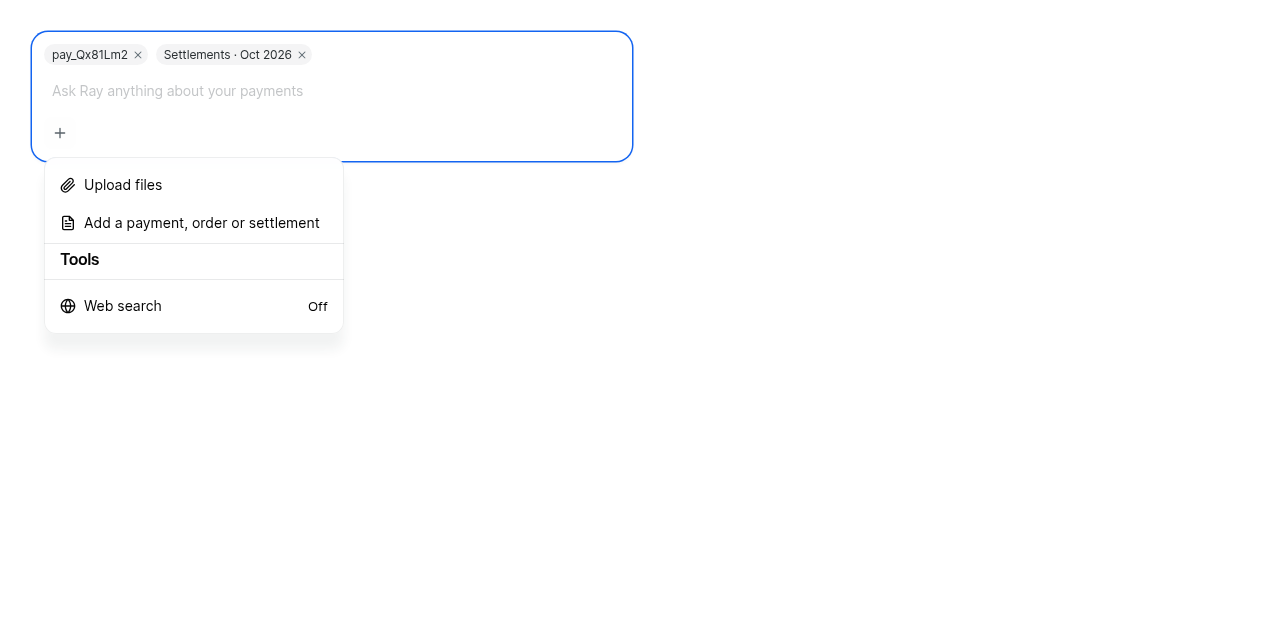 pay_Qx81Lm2 Settlements · Oct 2026
Ask Ray anything about your payments
Upload files
Add a payment, order or settlement
Tools
Web search Off